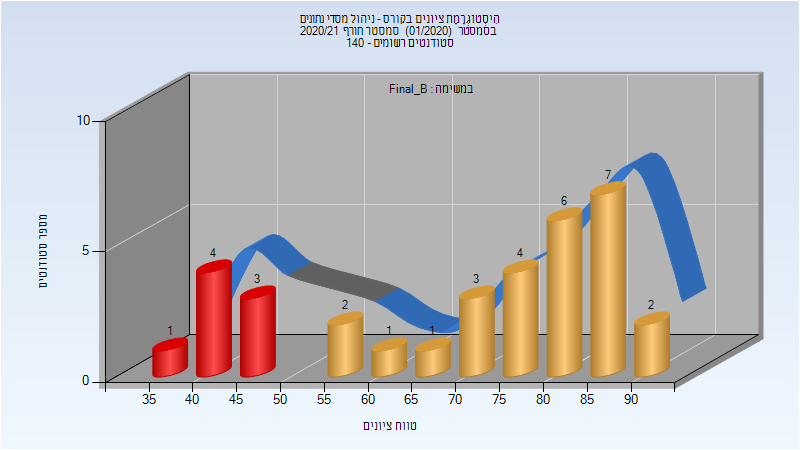 היסטוגרמת ציונים בקורס - ניהול מסדי נתונים
בסמסטר (01/2020) סמסטר חורף 2020/21
סטודנטים רשומים - 140
במשימה : Final_B
מספר סטודנטים
10
5
0
1
4
3
2
1
1
3
4
6
7
2
35 40 45 50 55 60 65 70 75 80 85 90
טווח ציונים